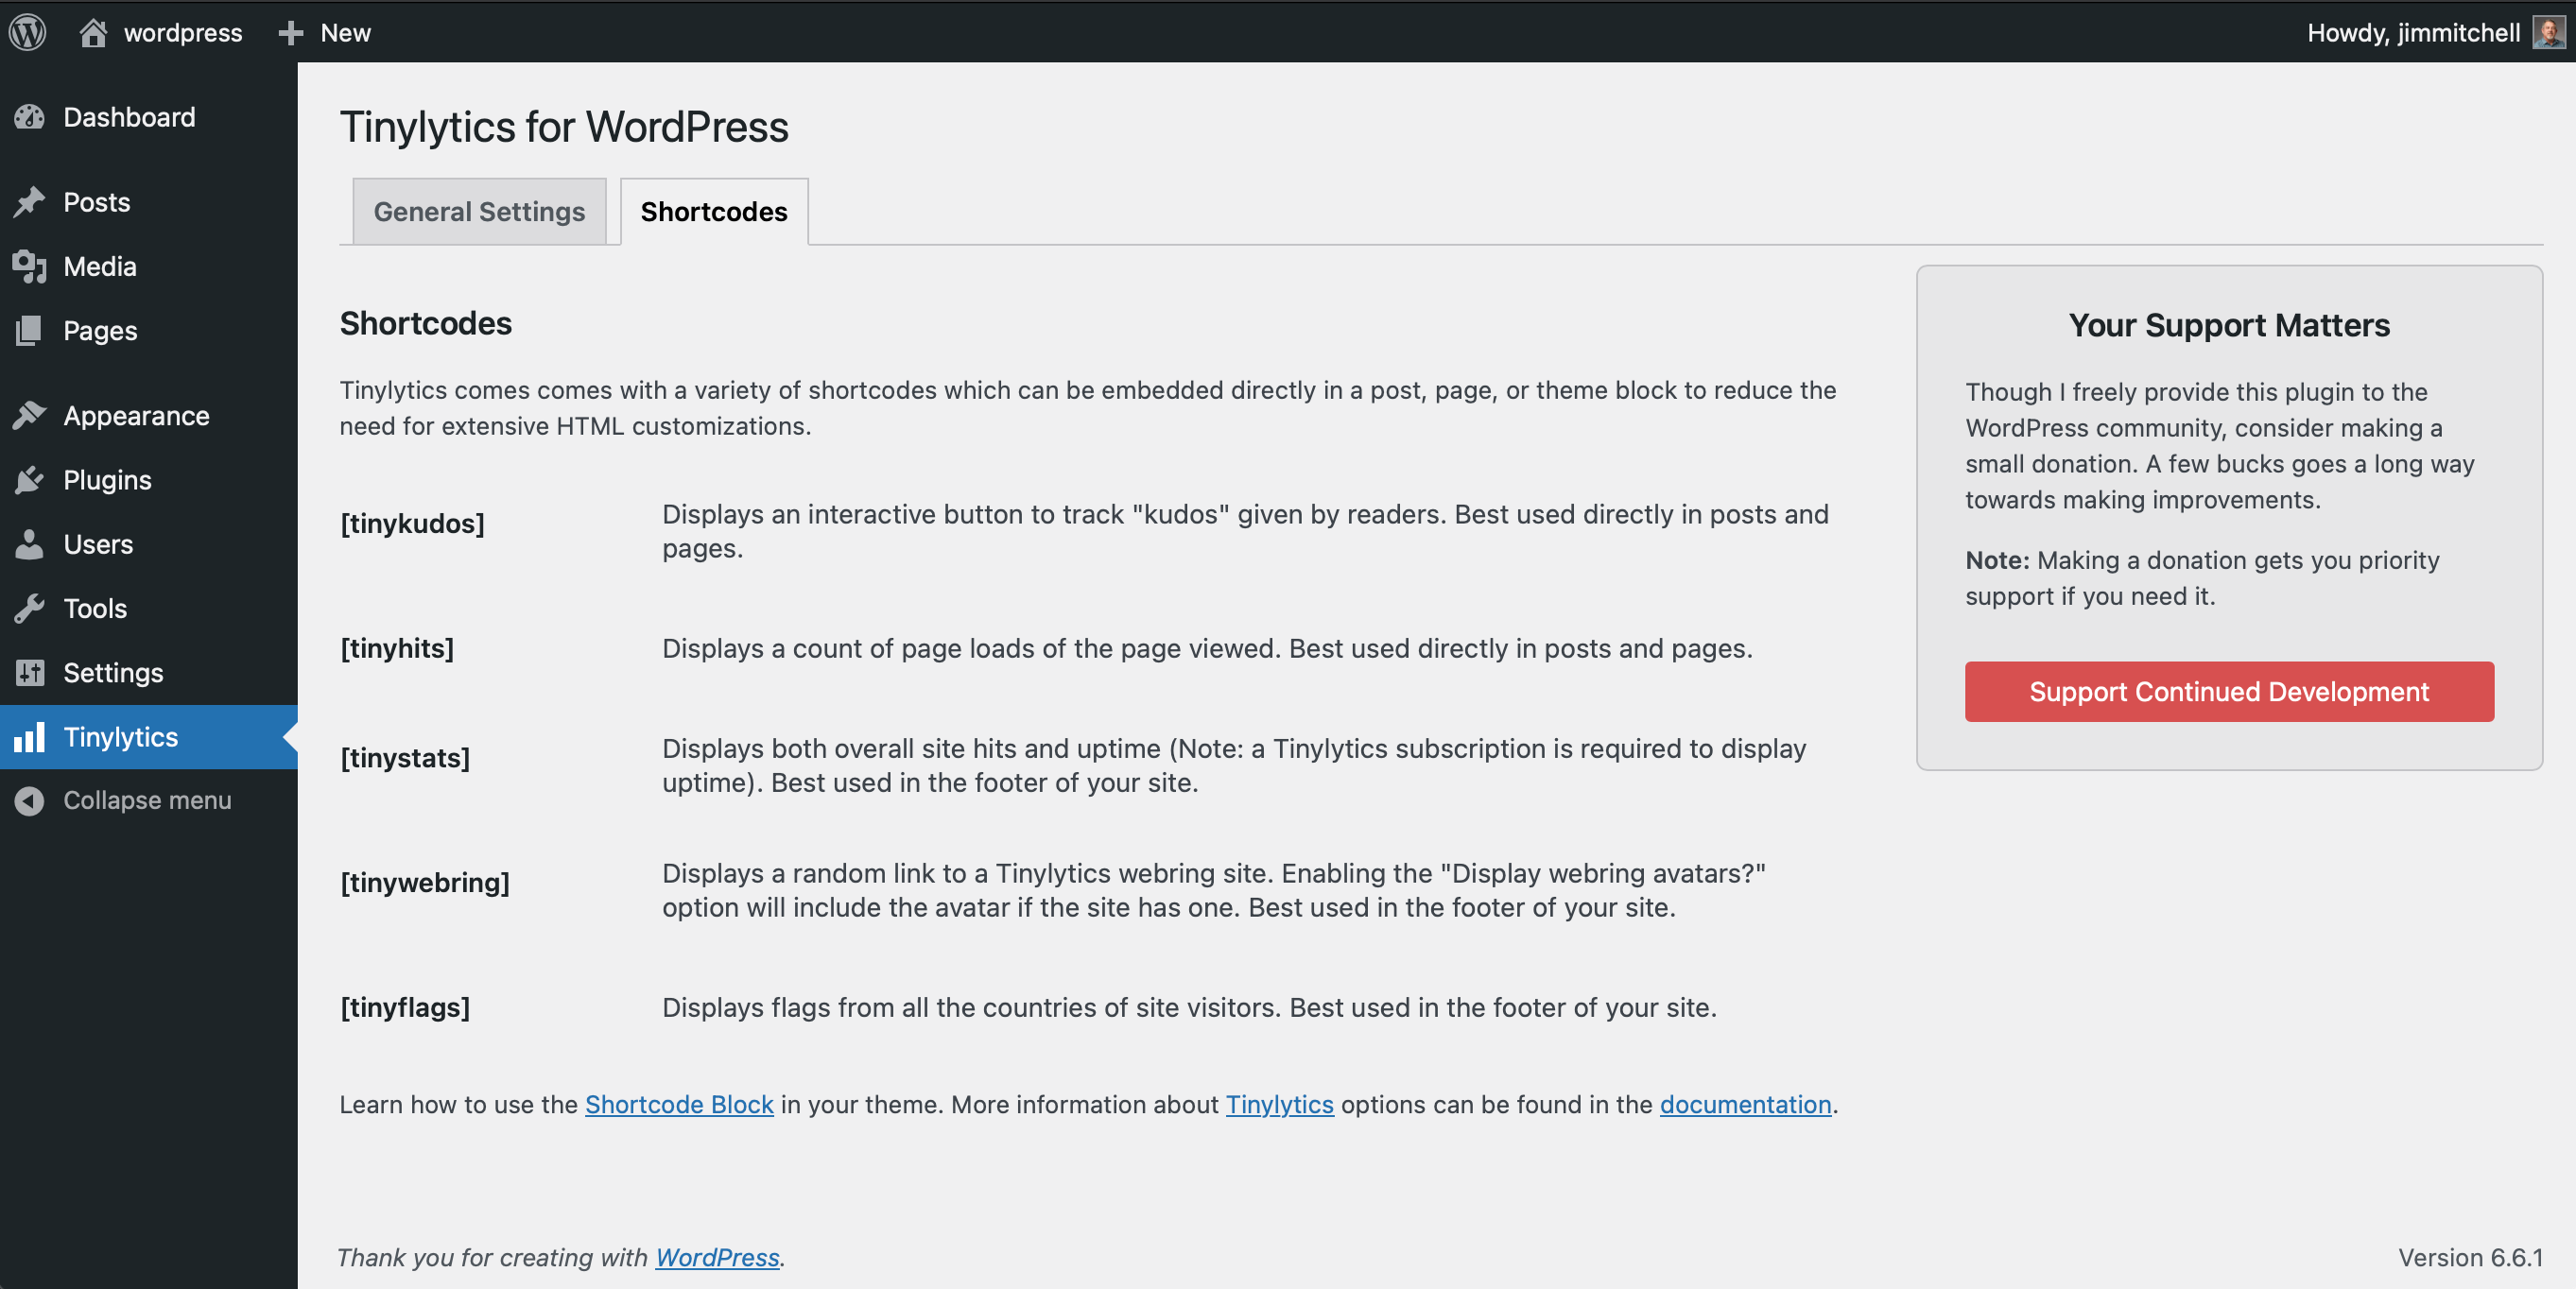 wordpress
New
Howdy, jimmitchell
Dashboard
Posts
Media
Pages
Appearance
Plugins
Users
Tools
Settings
Tinylytics
Collapse menu
Tinylytics for WordPress
General Settings
Shortcodes
Shortcodes
Tinylytics comes comes with a variety of shortcodes which can be embedded directly in a post, page, or theme block to reduce the
need for extensive HTML customizations.
[tinykudos]
Displays an interactive button to track "kudos" given by readers. Best used directly in posts and
pages.
[tinyhits]
Displays a count of page loads of the page viewed. Best used directly in posts and pages.
[tinystats]
Displays both overall site hits and uptime (Note: a Tinylytics subscription is required to display
uptime). Best used in the footer of your site.
[tinywebring]
Displays a random link to a Tinylytics webring site. Enabling the "Display webring avatars?"
option will include the avatar if the site has one. Best used in the footer of your site.
[tinyflags]
Displays flags from all the countries of site visitors. Best used in the footer of your site.
Learn how to use the Shortcode Block in your theme. More information about Tinylytics options can be found in the documentation.
Your Support Matters
Though I freely provide this plugin to the
WordPress community, consider making a
small donation. A few bucks goes a long way
towards making improvements.
Note: Making a donation gets you priority
support if you need it.
Support Continued Development
Thank you for creating with WordPress.
Version 6.6.1